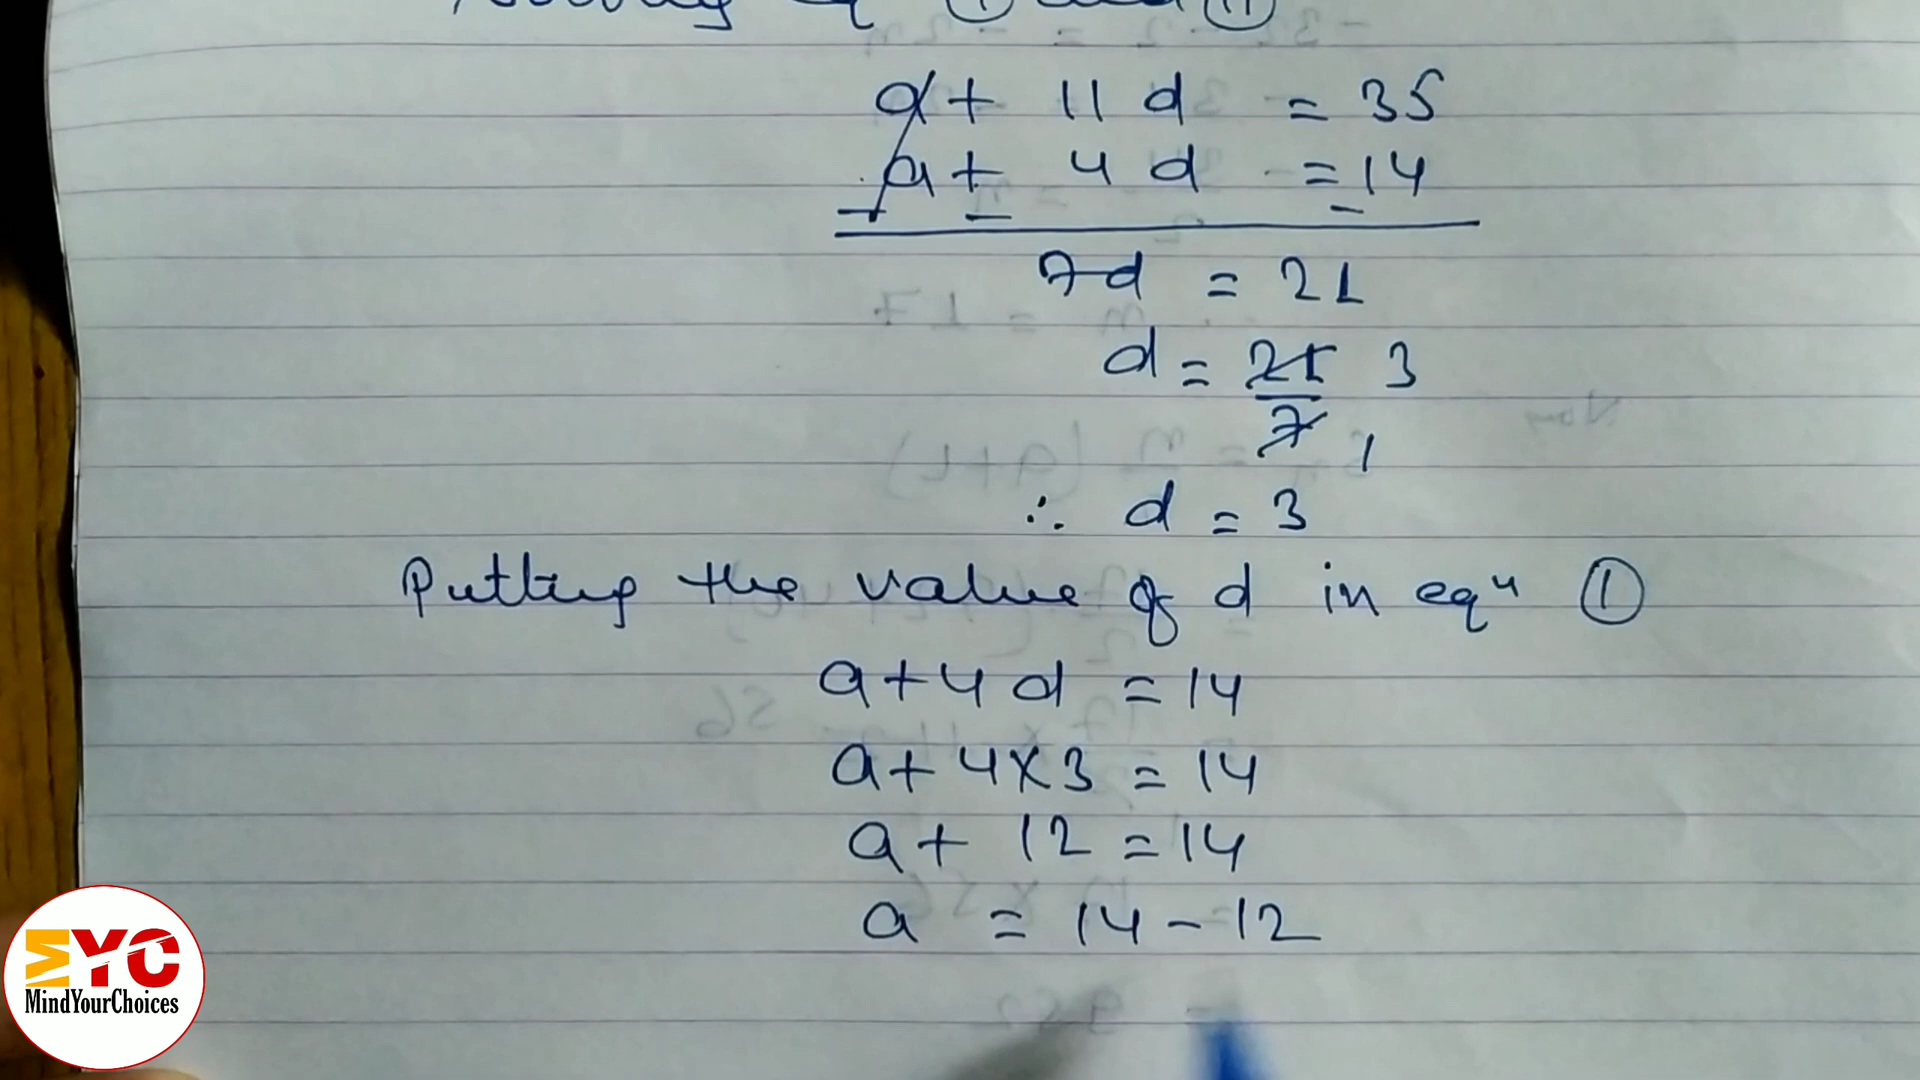 a + 11 d = 35
a + 4 d = 14
- - -
7d = 21
d = 21/7 3
1
∴ d = 3
Putting the value of d in eqⁿ ①
a + 4 d = 14
a + 4 × 3 = 14
a + 12 = 14
a = 14 - 12
MYC
MindYourChoices